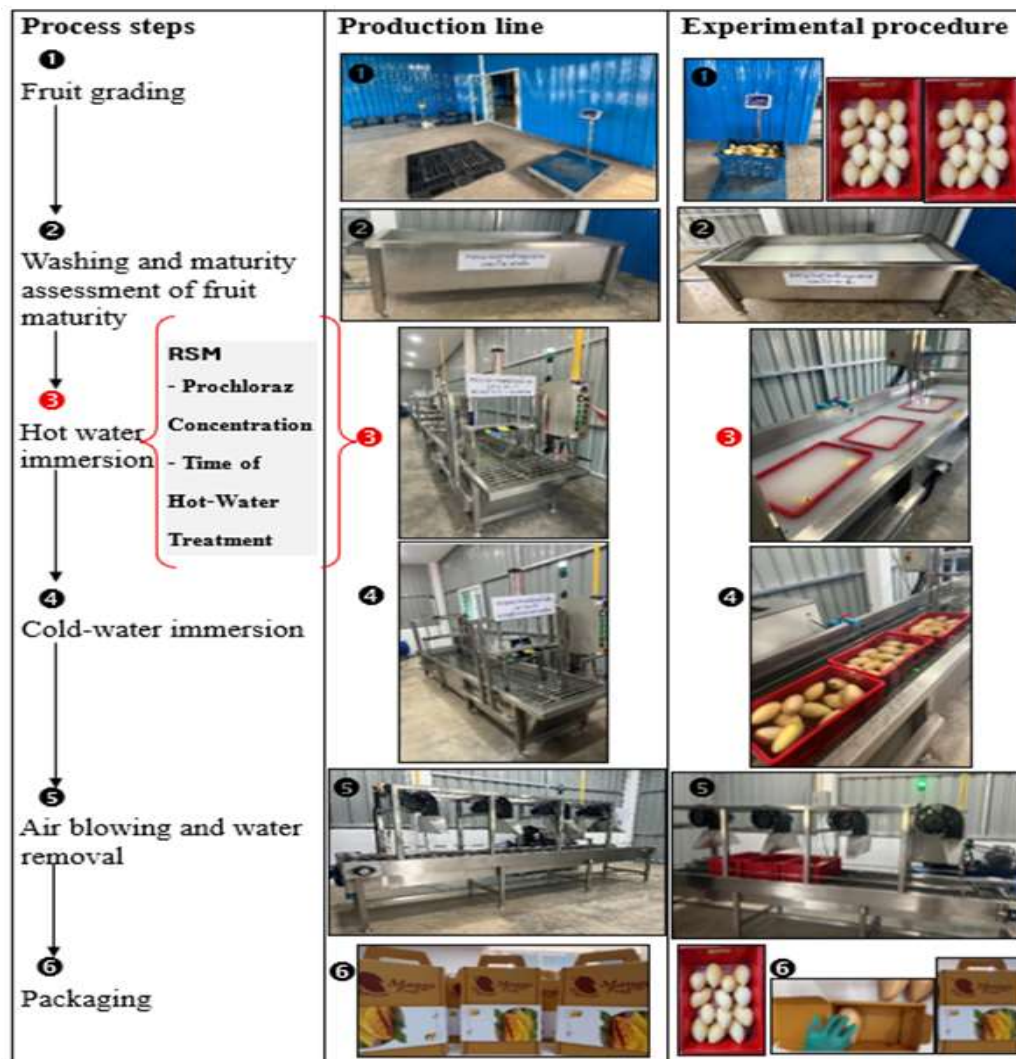 Process steps
Production line
Experimental procedure
❶
Fruit grading
❷
Washing and maturity
assessment of fruit
maturity
❸
Hot water
immersion
RSM
- Prochloraz
Concentration
- Time of
Hot-Water
Treatment
❹
Cold-water immersion
❺
Air blowing and water
removal
❻
Packaging
❶
❷
❸
❹
❺
❻
Mango
❶
❷
❸
❹
❺
❻